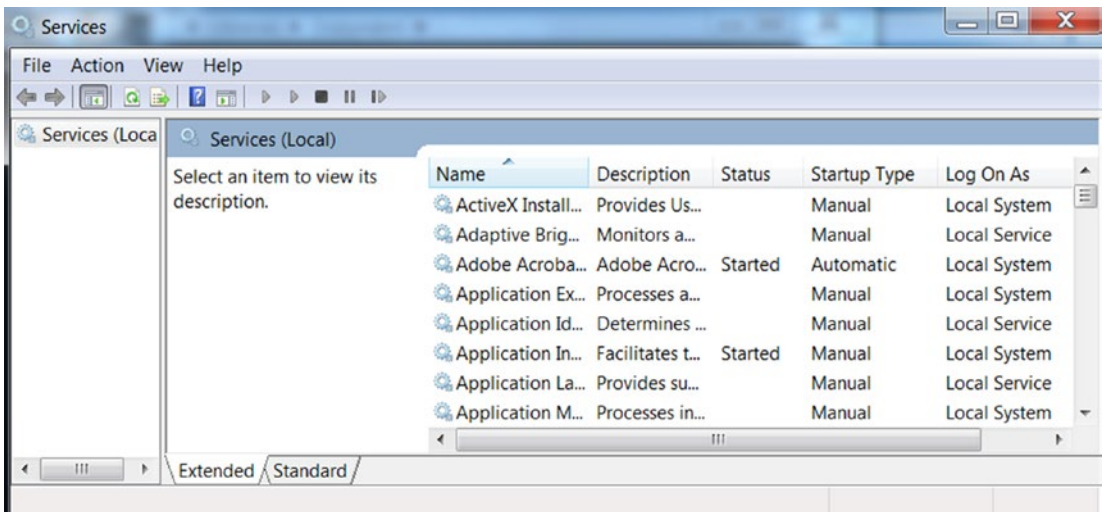 Services
File Action View Help
Services (Loca
Services (Local)
Select an item to view its
description.
Name Description Status Startup Type Log On As
ActiveX Install... Provides Us... Manual Local System
Adaptive Brig... Monitors a... Manual Local Service
Adobe Acroba... Adobe Acro... Started Automatic Local System
Application Ex... Processes a... Manual Local System
Application Id... Determines ... Manual Local Service
Application In... Facilitates t... Started Manual Local System
Application La... Provides su... Manual Local Service
Application M... Processes in... Manual Local System
Extended Standard